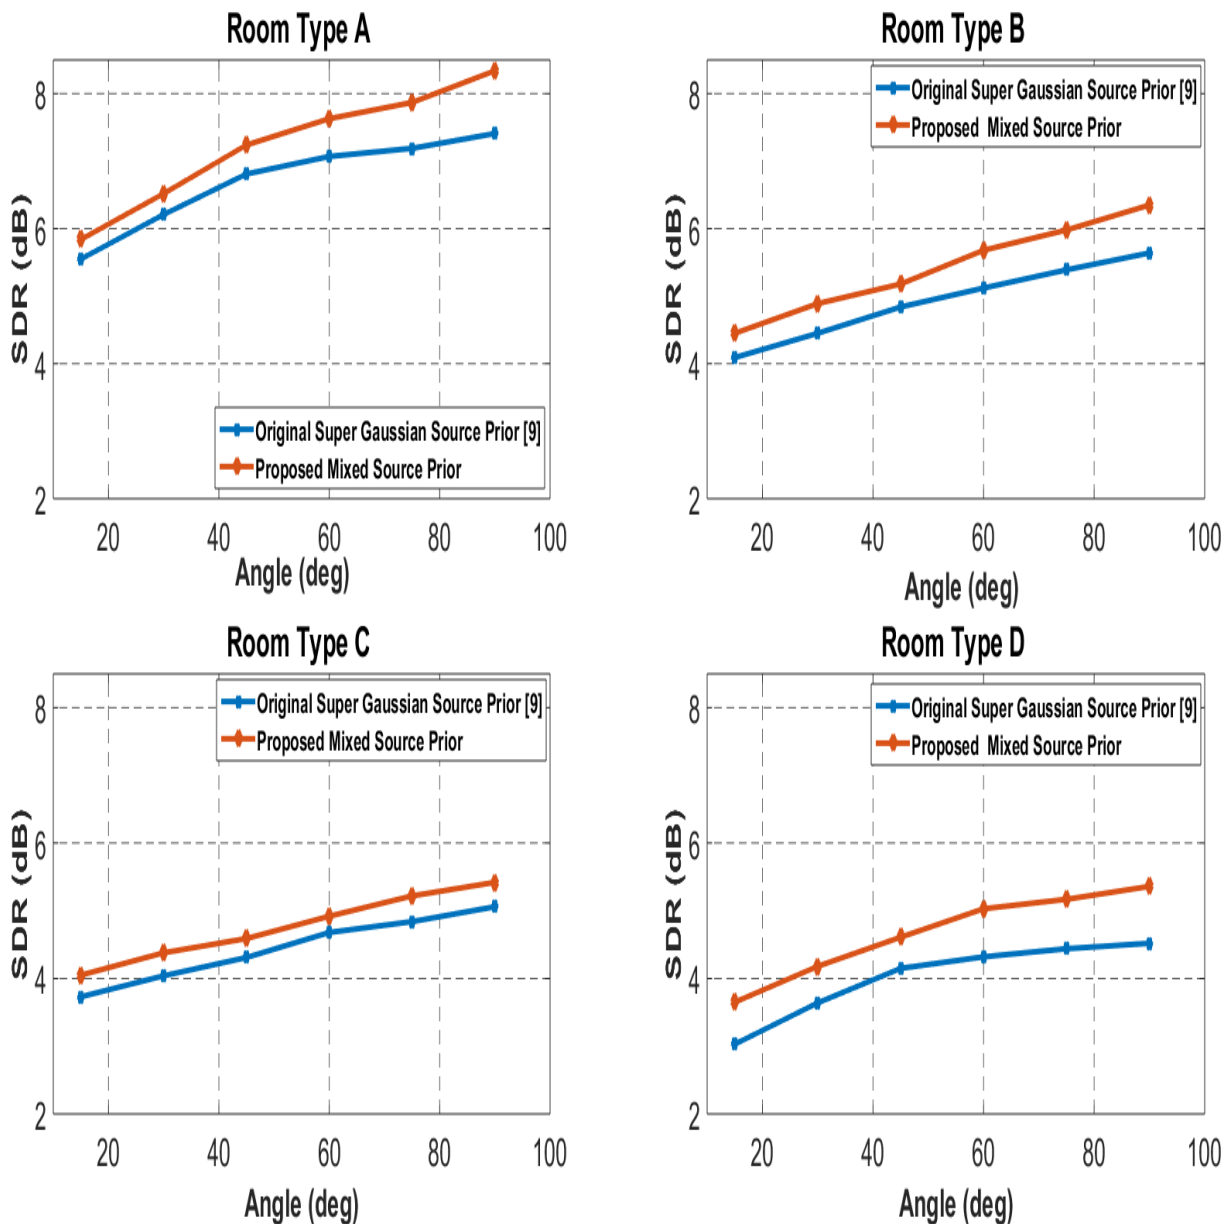 Room Type A
8
6
4
2
SDR (dB)
Original Super Gaussian Source Prior [9]
Proposed Mixed Source Prior
20 40 60 80 100
Angle (deg)
Room Type B
8
6
4
2
SDR (dB)
Original Super Gaussian Source Prior [9]
Proposed Mixed Source Prior
20 40 60 80 100
Angle (deg)
Room Type C
8
6
4
2
SDR (dB)
Original Super Gaussian Source Prior [9]
Proposed Mixed Source Prior
20 40 60 80 100
Angle (deg)
Room Type D
8
6
4
2
SDR (dB)
Original Super Gaussian Source Prior [9]
Proposed Mixed Source Prior
20 40 60 80 100
Angle (deg)